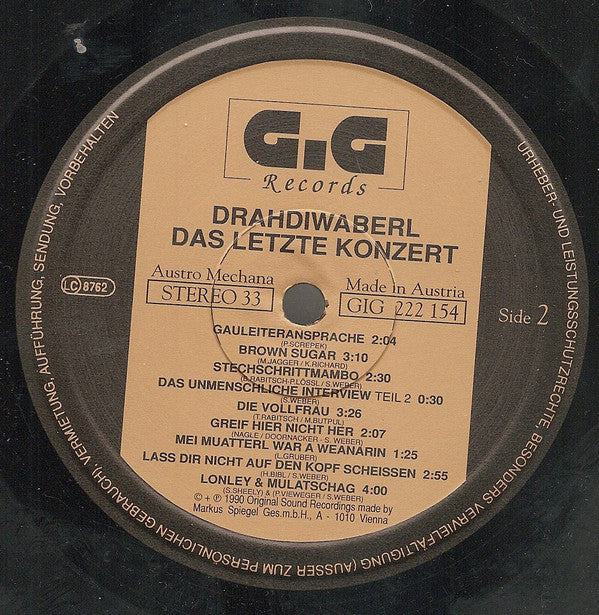 GIG
Records
DRAHDIWABERL
DAS LETZTE KONZERT
Austro Mechana
STEREO 33
Made in Austria
GIG 222 154
LC 8762
Side 2
GAULEITERANSPRACHE 2:04
(P.SCREPEK)
BROWN SUGAR 3:10
(M.JAGGER / K.RICHARD)
STECHSCHRITTMAMBO 2:30
(B.RABITSCH-P.LÖSSL / S.WEBER)
DAS UNMENSCHLICHE INTERVIEW TEIL 2 0:30
(S.WEBER)
DIE VOLLFRAU 3:26
(T.RABITSCH / M.BUTPUL)
GREIF HIER NICHT HER 2:07
(NAGLE / DOORNACKER - S. WEBER)
MEI MUATTERL WAR A WEANARIN 1:25
(L.GRUBER)
LASS DIR NICHT AUF DEN KOPF SCHEISSEN 2:55
(H.BIBL / S.WEBER)
LONLEY & MULATSCHAG 4:00
(S.SHEELY) & (P.VIEWEGER / S.WEBER)
© + ℗ 1990 Original Sound Recordings made by
Markus Spiegel Ges.m.b.H., A - 1010 Vienna
URHEBER- UND LEISTUNGSSCHUTZRECHTE, BESONDERS VERVIELFÄLTIGUNG (AUSSER ZUM PERSÖNLICHEN GEBRAUCH), VERMIETUNG, AUFFÜHRUNG, SENDUNG, VORBEHALTEN